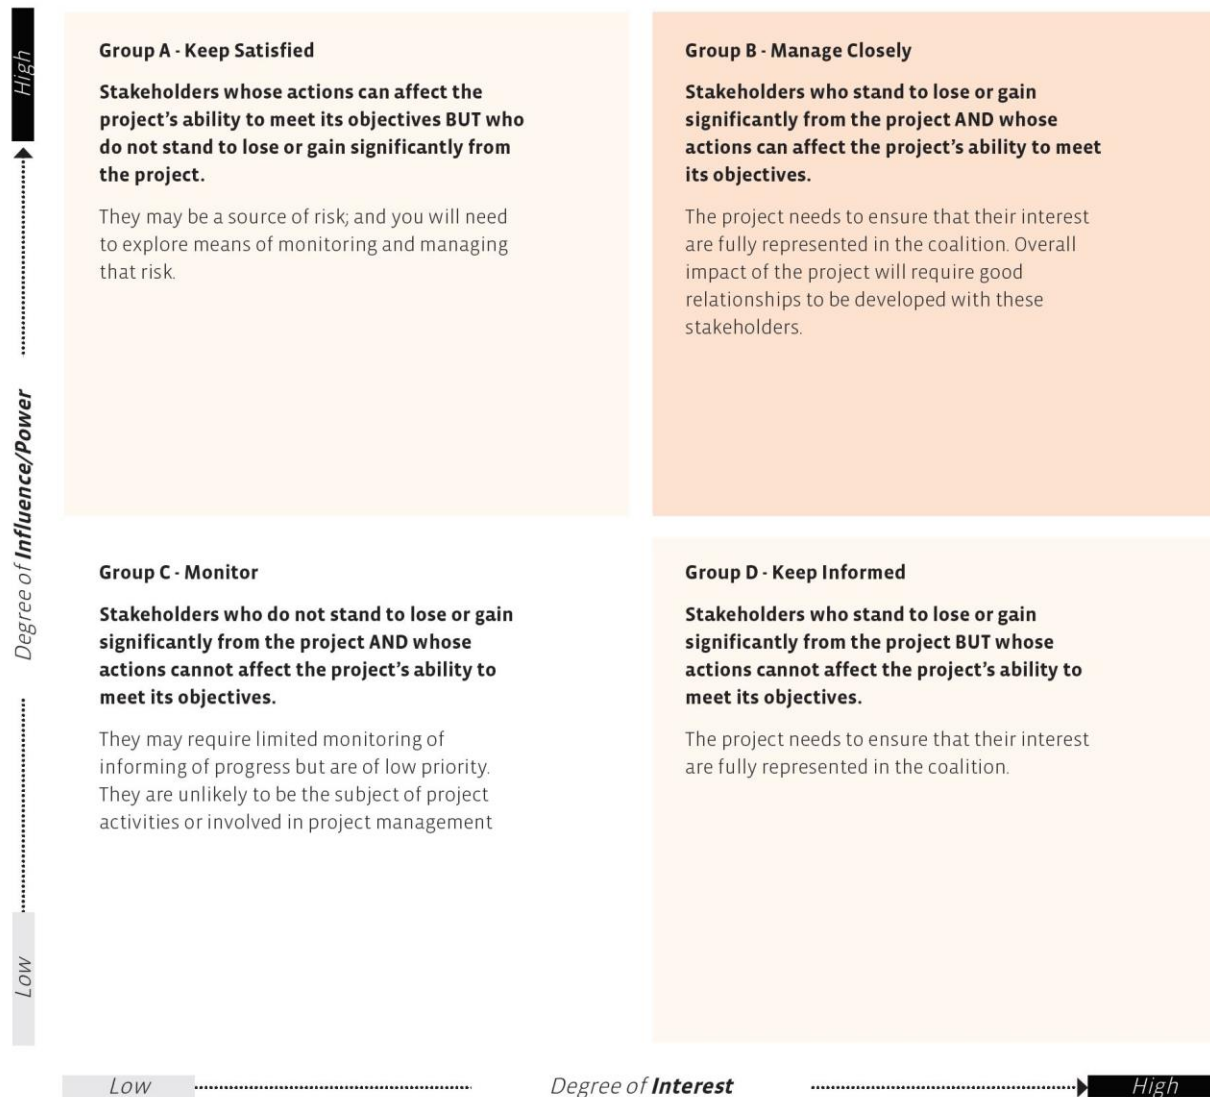 High
Degree of Influence/Power
Low
Group A - Keep Satisfied
Stakeholders whose actions can affect the
project's ability to meet its objectives BUT who
do not stand to lose or gain significantly from
the project.
They may be a source of risk; and you will need
to explore means of monitoring and managing
that risk.
Group B - Manage Closely
Stakeholders who stand to lose or gain
significantly from the project AND whose
actions can affect the project's ability to meet
its objectives.
The project needs to ensure that their interest
are fully represented in the coalition. Overall
impact of the project will require good
relationships to be developed with these
stakeholders.
Group C - Monitor
Stakeholders who do not stand to lose or gain
significantly from the project AND whose
actions cannot affect the project's ability to
meet its objectives.
They may require limited monitoring of
informing of progress but are of low priority.
They are unlikely to be the subject of project
activities or involved in project management
Group D - Keep Informed
Stakeholders who stand to lose or gain
significantly from the project BUT whose
actions cannot affect the project's ability to
meet its objectives.
The project needs to ensure that their interest
are fully represented in the coalition.
Low
Degree of Interest
High